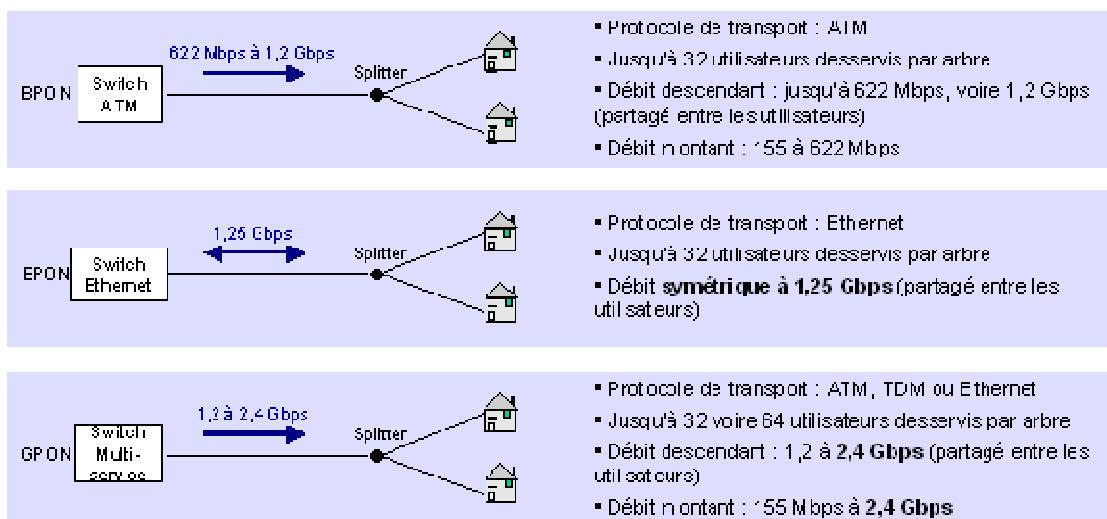 622 Mbps à 1,2 Gbps
Splitter
BPON
Switch
ATM
▪ Protocole de transport : ATM
▪ Jusqu'à 32 utilisateurs desservis par arbre
▪ Débit descendant : jusqu'à 622 Mbps, voire 1,2 Gbps
(partagé entre les utilisateurs)
▪ Débit montant : 155 à 622 Mbps
1,25 Gbps
Splitter
EPON
Switch
Ethernet
▪ Protocole de transport : Ethernet
▪ Jusqu'à 32 utilisateurs desservis par arbre
▪ Débit symétrique à 1,25 Gbps (partagé entre les
utilisateurs)
1,2 à 2,4 Gbps
Splitter
GPON
Switch
Multi-
service
▪ Protocole de transport : ATM, TDM ou Ethernet
▪ Jusqu'à 32 voire 64 utilisateurs desservis par arbre
▪ Débit descendant : 1,2 à 2,4 Gbps (partagé entre les
utilisateurs)
▪ Débit montant : 155 Mbps à 2,4 Gbps